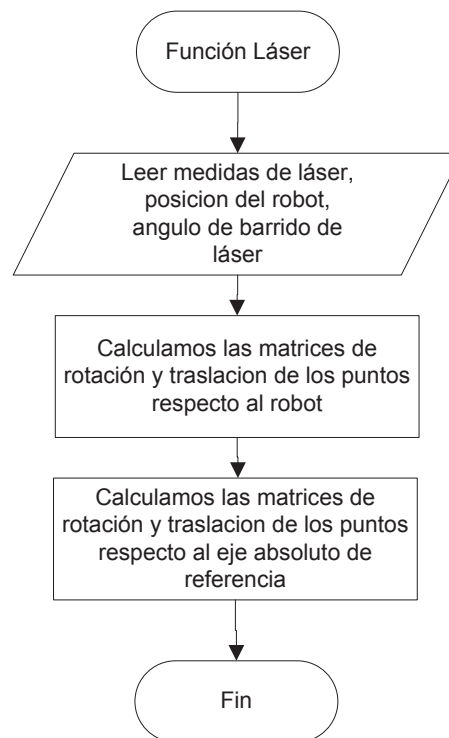 Función Láser
Leer medidas de láser,
posicion del robot,
angulo de barrido de
láser
Calculamos las matrices de
rotación y traslacion de los puntos
respecto al robot
Calculamos las matrices de
rotación y traslacion de los puntos
respecto al eje absoluto de
referencia
Fin